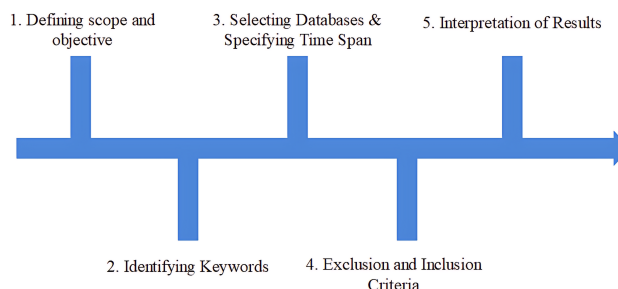 1. Defining scope and
objective
3. Selecting Databases &
Specifying Time Span
5. Interpretation of Results
2. Identifying Keywords
4. Exclusion and Inclusion
Criteria